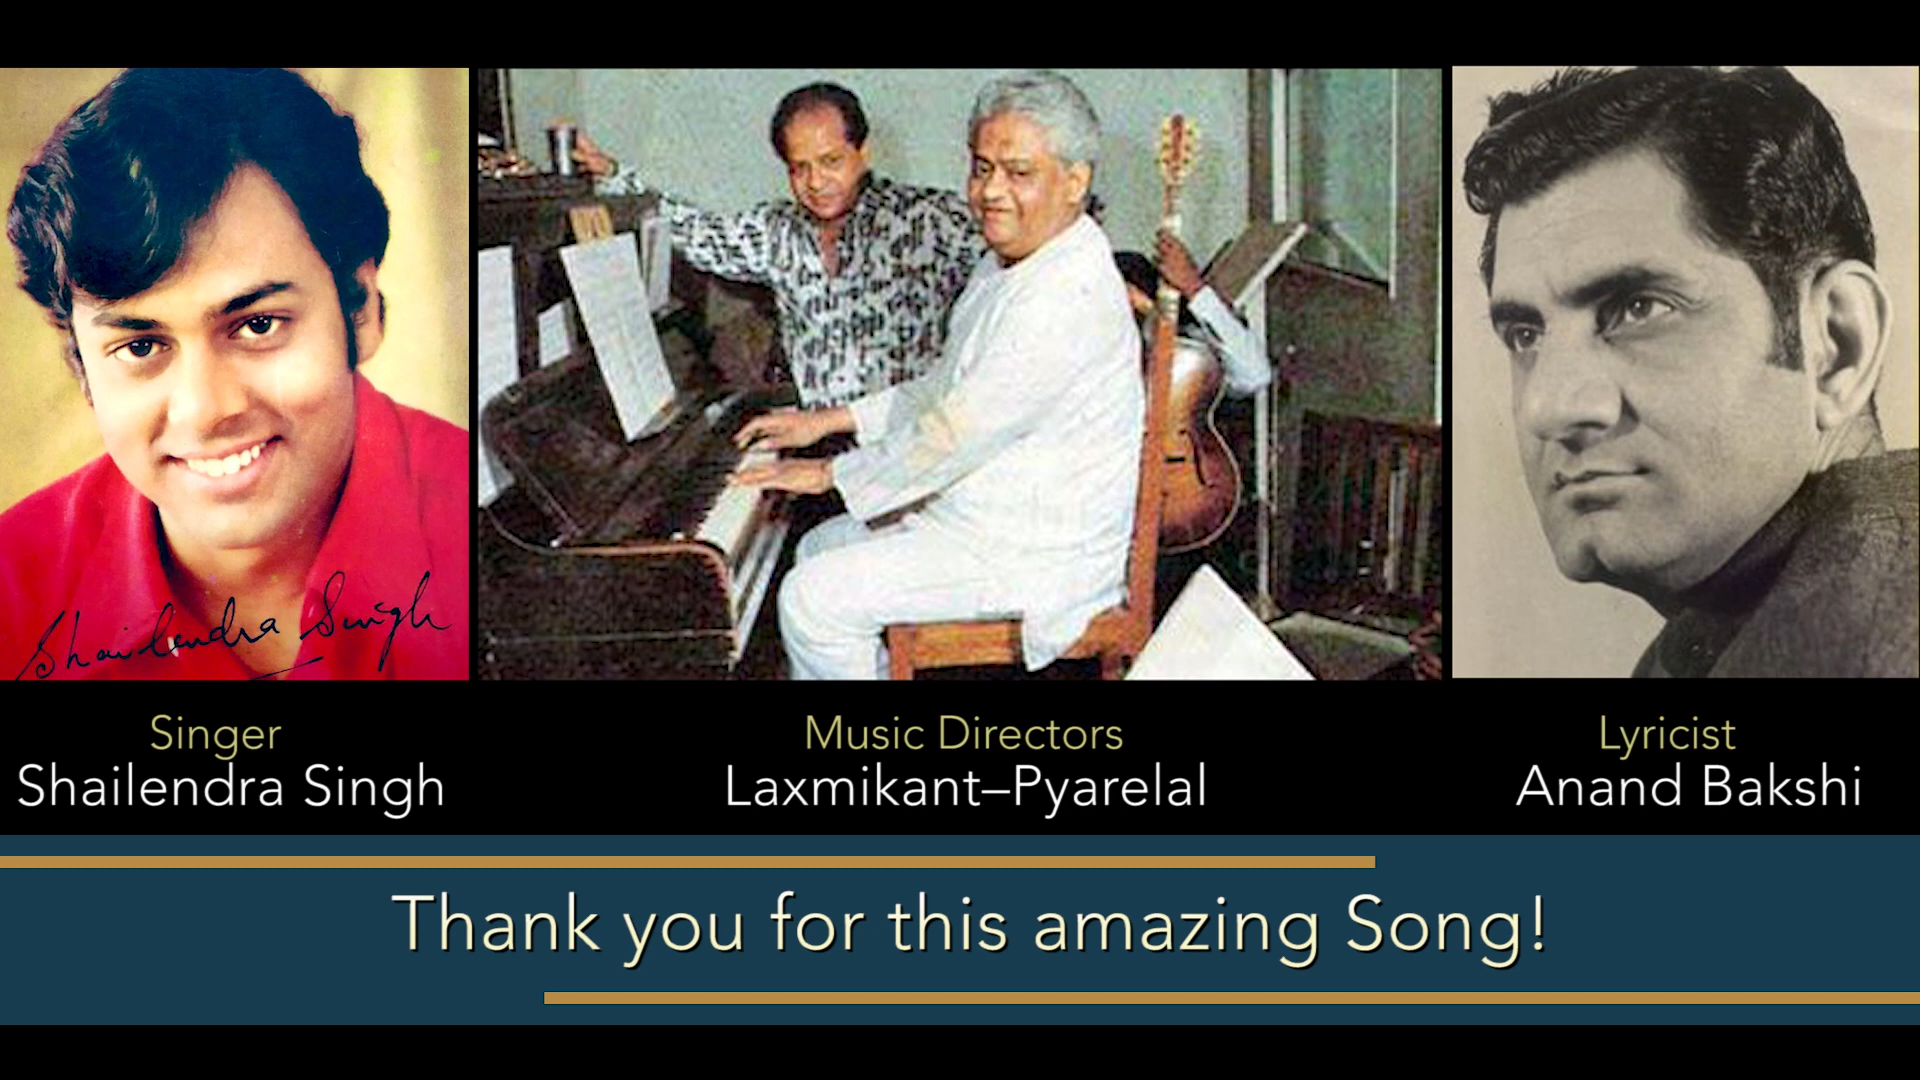 Shailendra Singh
Singer
Shailendra Singh
Music Directors
Laxmikant–Pyarelal
Lyricist
Anand Bakshi
Thank you for this amazing Song!